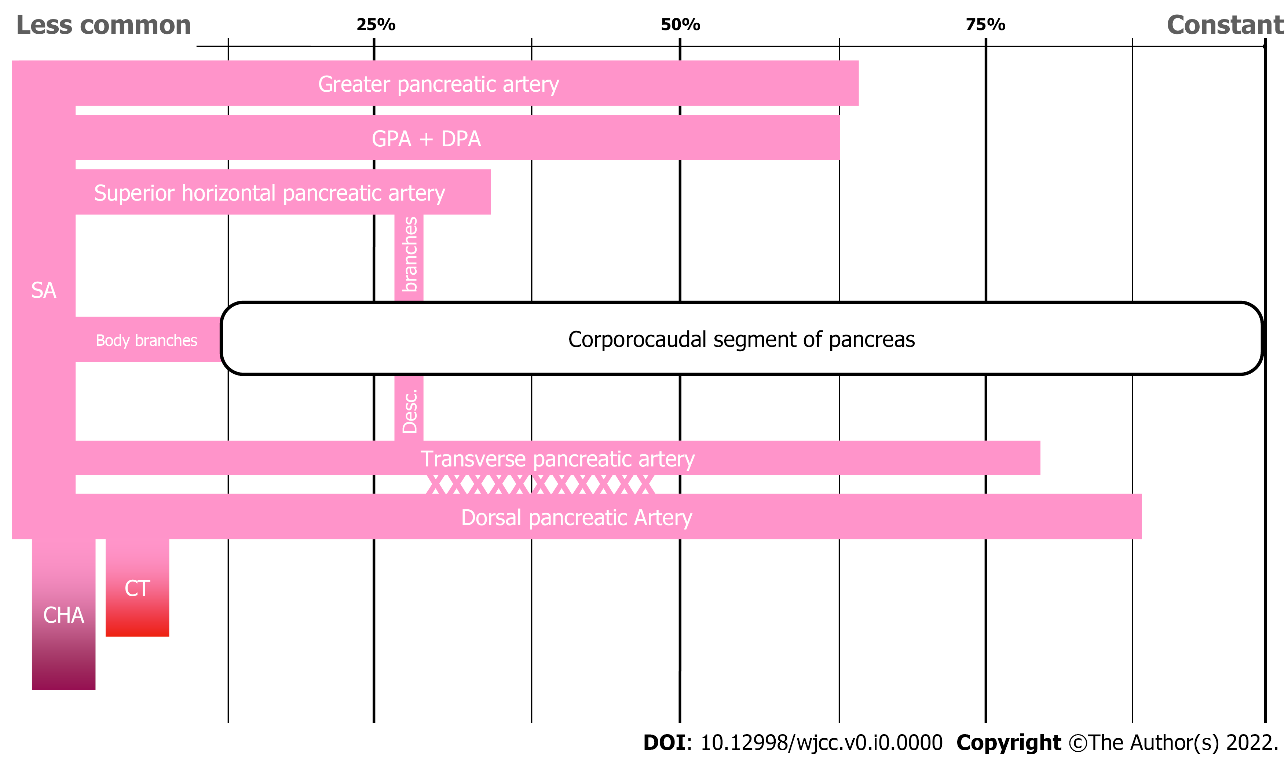 Less common 25% 50% 75% Constant
Greater pancreatic artery
GPA + DPA
Superior horizontal pancreatic artery
branches
SA
Body branches
Corporocaudal segment of pancreas
Desc.
Transverse pancreatic artery
Dorsal pancreatic Artery
CT
CHA
DOI: 10.12998/wjcc.v0.i0.0000 Copyright ©The Author(s) 2022.